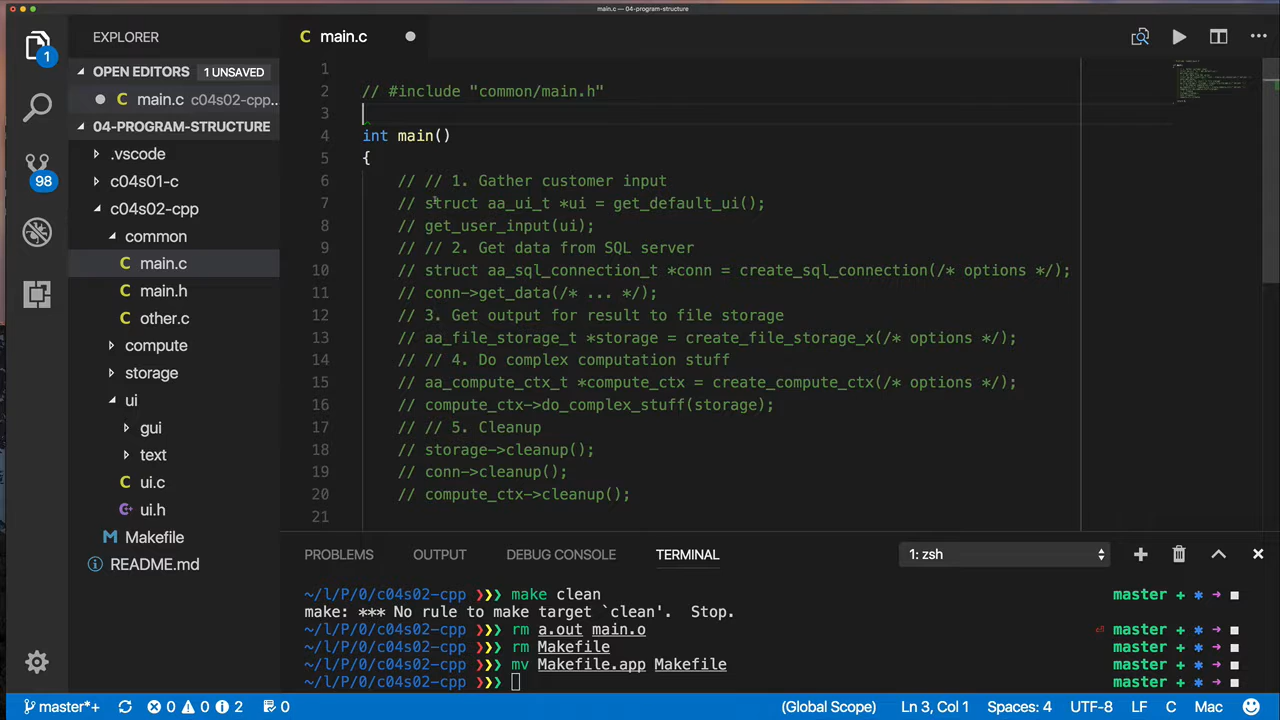 main.c — 04-program-structure
EXPLORER
1
OPEN EDITORS 1 UNSAVED
main.c c04s02-cpp...
04-PROGRAM-STRUCTURE
.vscode
c04s01-c
98
c04s02-cpp
common
main.c
main.h
other.c
compute
storage
ui
gui
text
ui.c
ui.h
Makefile
README.md
main.c
1
2 // #include "common/main.h"
3
4 int main()
5 {
6 // // 1. Gather customer input
7 // struct aa_ui_t *ui = get_default_ui();
8 // get_user_input(ui);
9 // // 2. Get data from SQL server
10 // struct aa_sql_connection_t *conn = create_sql_connection(/* options */);
11 // conn->get_data(/* ... */);
12 // 3. Get output for result to file storage
13 // aa_file_storage_t *storage = create_file_storage_x(/* options */);
14 // // 4. Do complex computation stuff
15 // aa_compute_ctx_t *compute_ctx = create_compute_ctx(/* options */);
16 // compute_ctx->do_complex_stuff(storage);
17 // // 5. Cleanup
18 // storage->cleanup();
19 // conn->cleanup();
20 // compute_ctx->cleanup();
21
PROBLEMS OUTPUT DEBUG CONSOLE TERMINAL 1: zsh
~/l/P/0/c04s02-cpp ❯❯❯ make clean master + ✱ ➜ ◼
make: *** No rule to make target `clean'. Stop.
~/l/P/0/c04s02-cpp ❯❯❯ rm a.out main.o ⏎ master + ✱ ➜ ◼
~/l/P/0/c04s02-cpp ❯❯❯ rm Makefile master + ✱ ➜ ◼
~/l/P/0/c04s02-cpp ❯❯❯ mv Makefile.app Makefile master + ✱ ➜ ◼
~/l/P/0/c04s02-cpp ❯❯❯ master + ✱ ➜ ◼
master*+ 0 0 2 0 (Global Scope) Ln 3, Col 1 Spaces: 4 UTF-8 LF C Mac